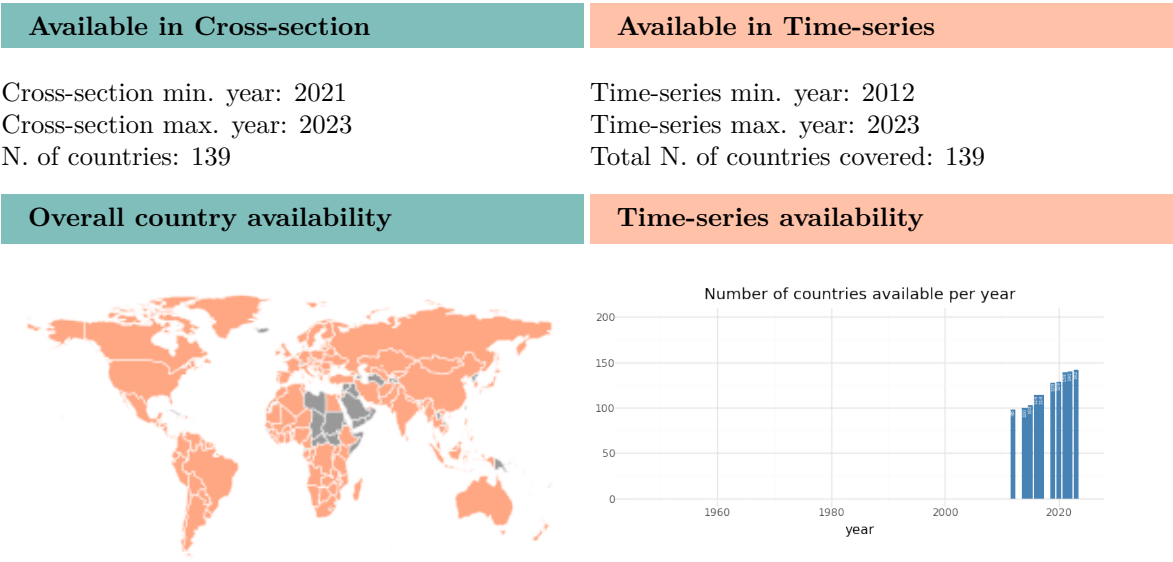 Available in Cross-section
Available in Time-series
Cross-section min. year: 2021
Cross-section max. year: 2023
N. of countries: 139
Time-series min. year: 2012
Time-series max. year: 2023
Total N. of countries covered: 139
Overall country availability
Time-series availability
Number of countries available per year
200
150
100
50
0
1960
1980
2000
2020
year